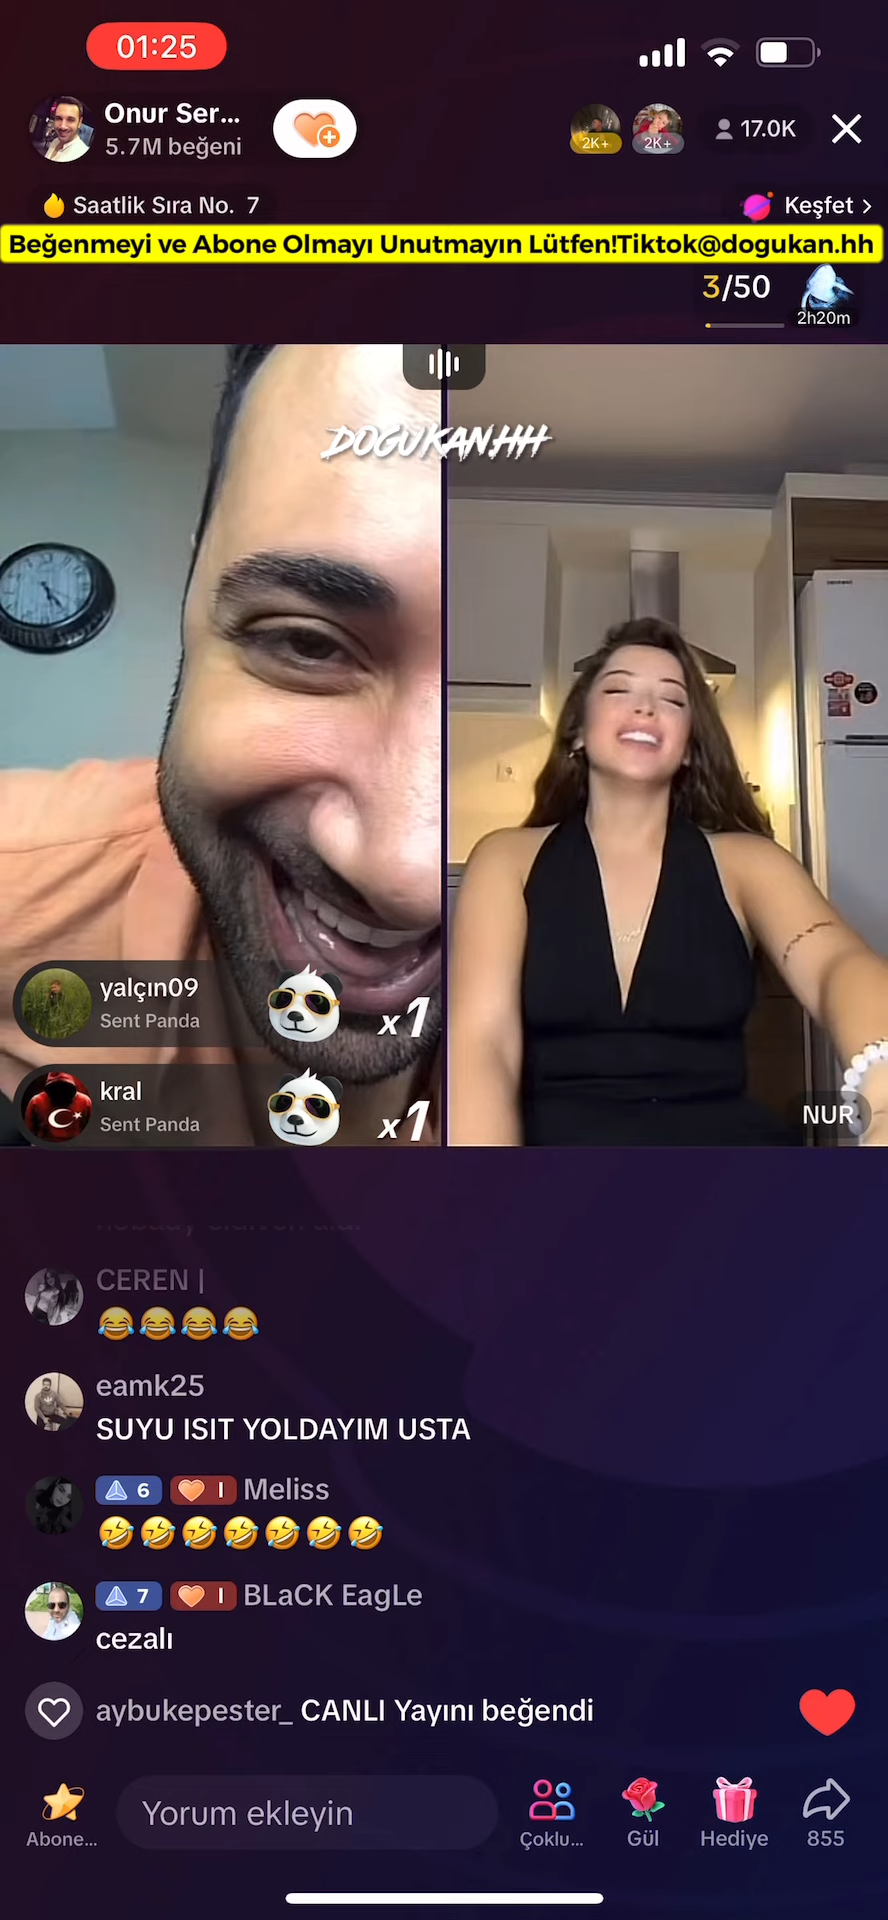 01:25
Onur Ser...
5.7M beğeni
2K+
2K+
17.0K
Saatlik Sıra No. 7
Keşfet >
Beğenmeyi ve Abone Olmayı Unutmayın Lütfen!Tiktok@dogukan.hh
3/50
2h20m
DOGUKAN.HH
yalçın09
Sent Panda
x1
kral
Sent Panda
x1
NUR
CEREN |
😂😂😂😂
eamk25
SUYU ISIT YOLDAYIM USTA
6 I Meliss
🤣🤣🤣🤣🤣🤣🤣
7 I BLaCK EagLe
cezalı
aybukepester_ CANLI Yayını beğendi
Abone...
Yorum ekleyin
Çoklu...
Gül
Hediye
855